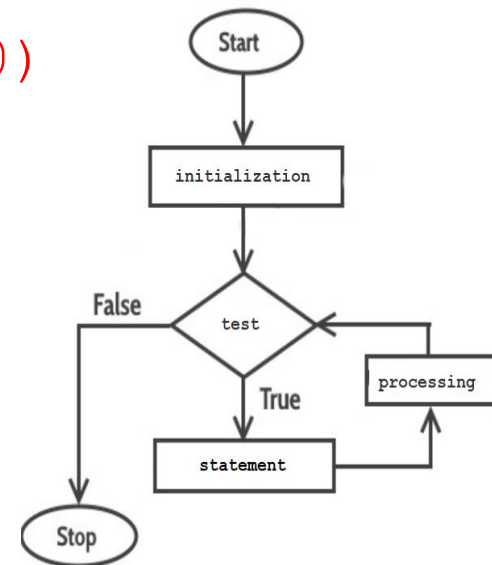 Start
)
initialization
test
False
True
processing
statement
Stop